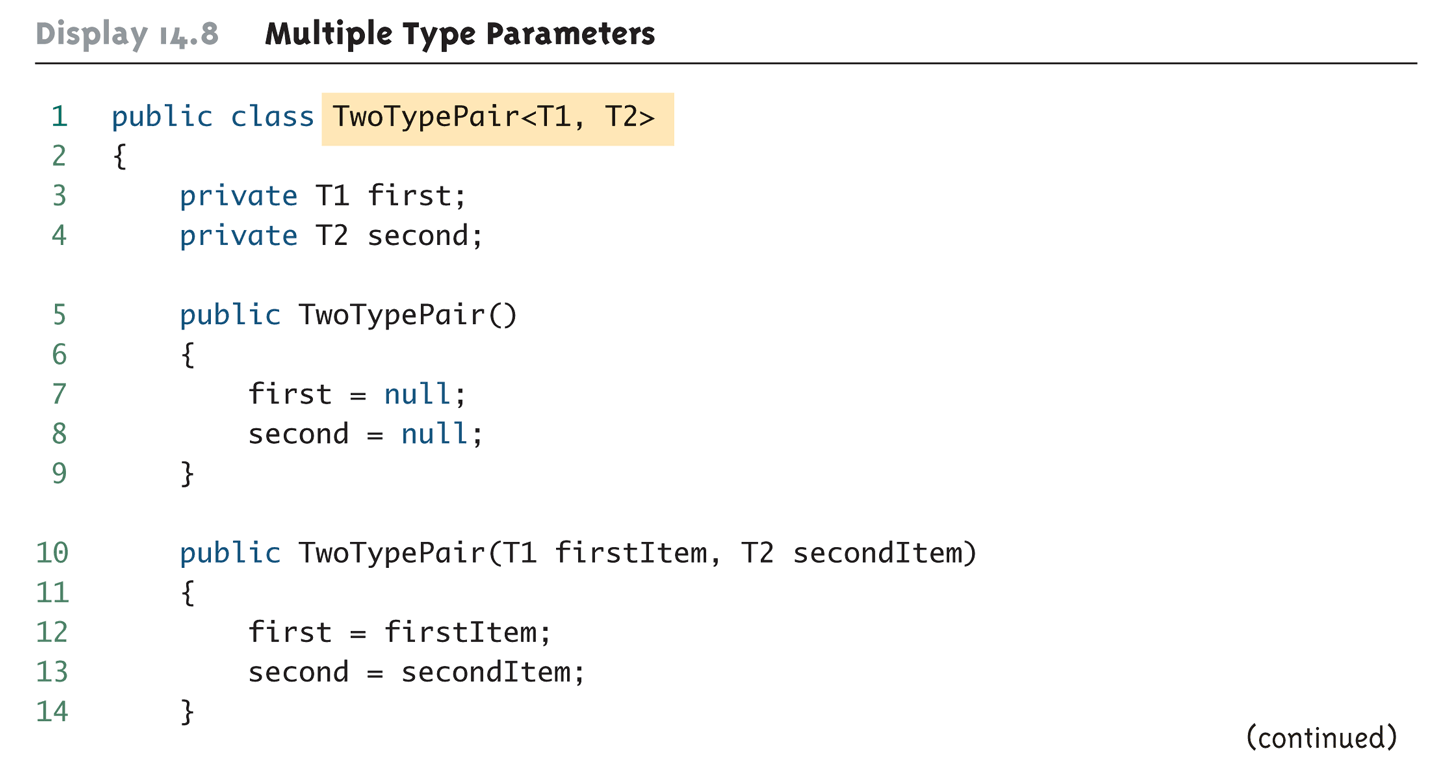 Display 14.8 Multiple Type Parameters
1 public class TwoTypePair<T1, T2>
2 {
3     private T1 first;
4     private T2 second;
5     public TwoTypePair()
6     {
7         first = null;
8         second = null;
9     }
10     public TwoTypePair(T1 firstItem, T2 secondItem)
11     {
12         first = firstItem;
13         second = secondItem;
14     }
(continued)